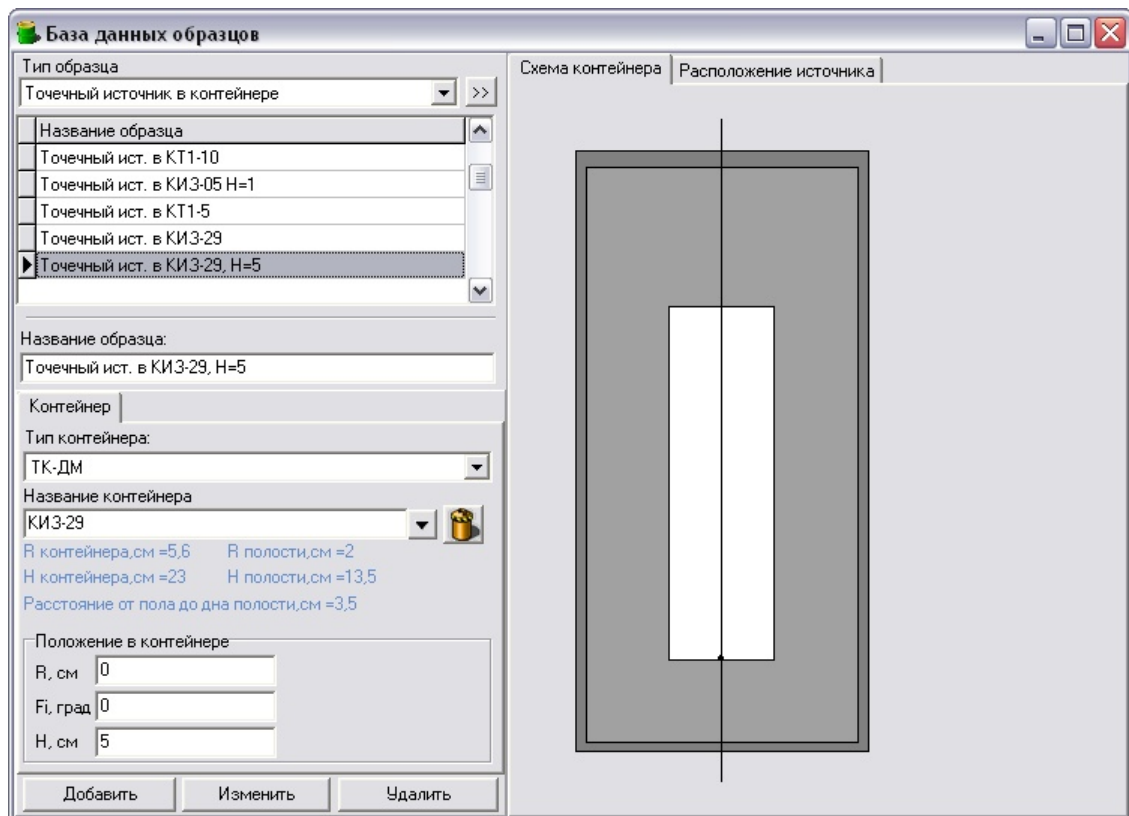 База данных образцов
Тип образца
Точечный источник в контейнере
>>
Название образца
Точечный ист. в КТ1-10
Точечный ист. в КИЗ-05 H=1
Точечный ист. в КТ1-5
Точечный ист. в КИЗ-29
Точечный ист. в КИЗ-29, H=5
Название образца:
Точечный ист. в КИЗ-29, H=5
Контейнер
Тип контейнера:
ТК-ДМ
Название контейнера
КИЗ-29
R контейнера,см =5,6 R полости,см =2
H контейнера,см =23 H полости,см =13,5
Расстояние от пола до дна полости,см =3,5
Положение в контейнере
R, см 0
Fi, град 0
H, см 5
Добавить Изменить Удалить
Схема контейнера Расположение источника